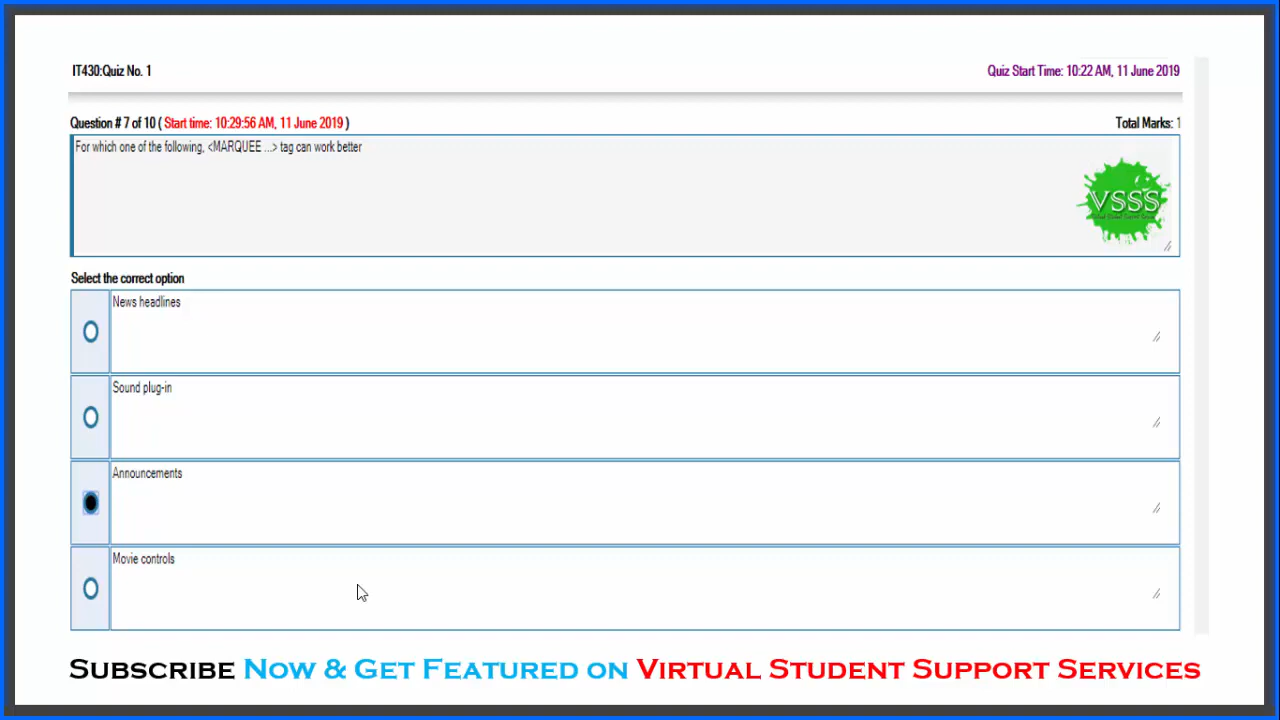 IT430:Quiz No. 1
Quiz Start Time: 10:22 AM, 11 June 2019
Question # 7 of 10 ( Start time: 10:29:56 AM, 11 June 2019 )
Total Marks: 1
For which one of the following, <MARQUEE ...> tag can work better
VSSS
Select the correct option
News headlines
Sound plug-in
Announcements
Movie controls
Subscribe Now & Get Featured on Virtual Student Support Services